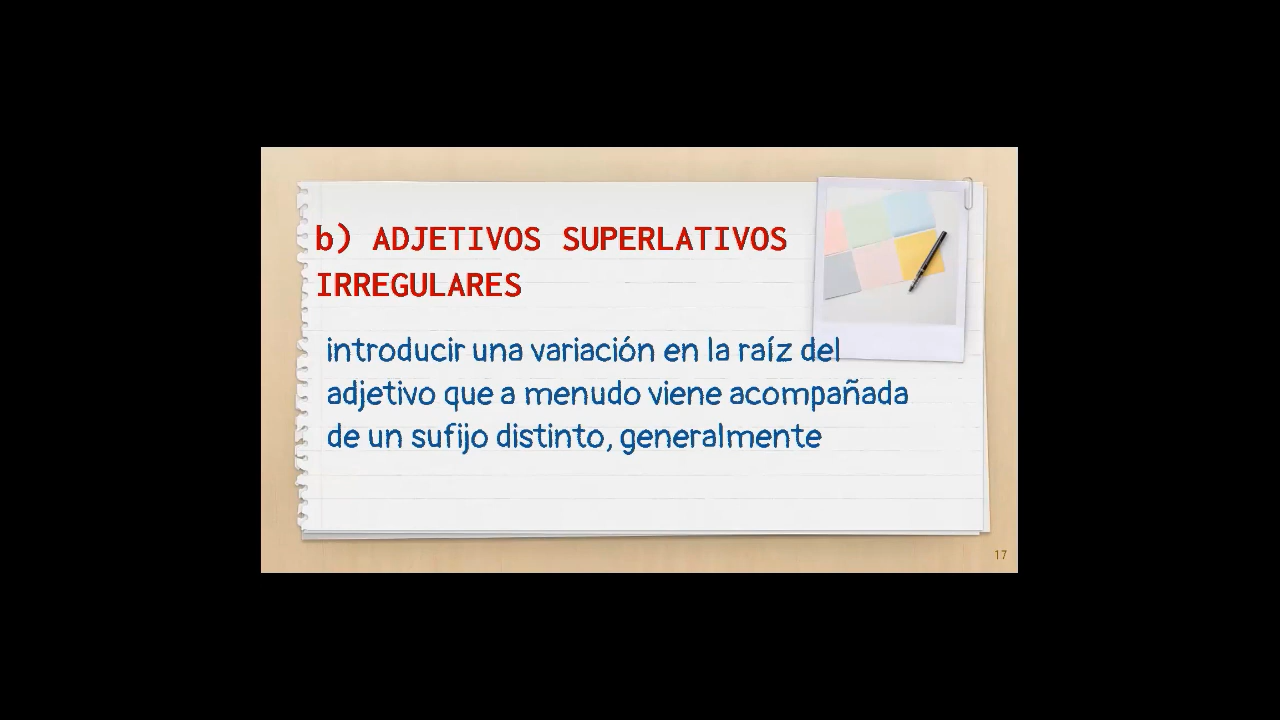 b) ADJETIVOS SUPERLATIVOS
IRREGULARES
introducir una variación en la raíz del
adjetivo que a menudo viene acompañada
de un sufijo distinto, generalmente
17